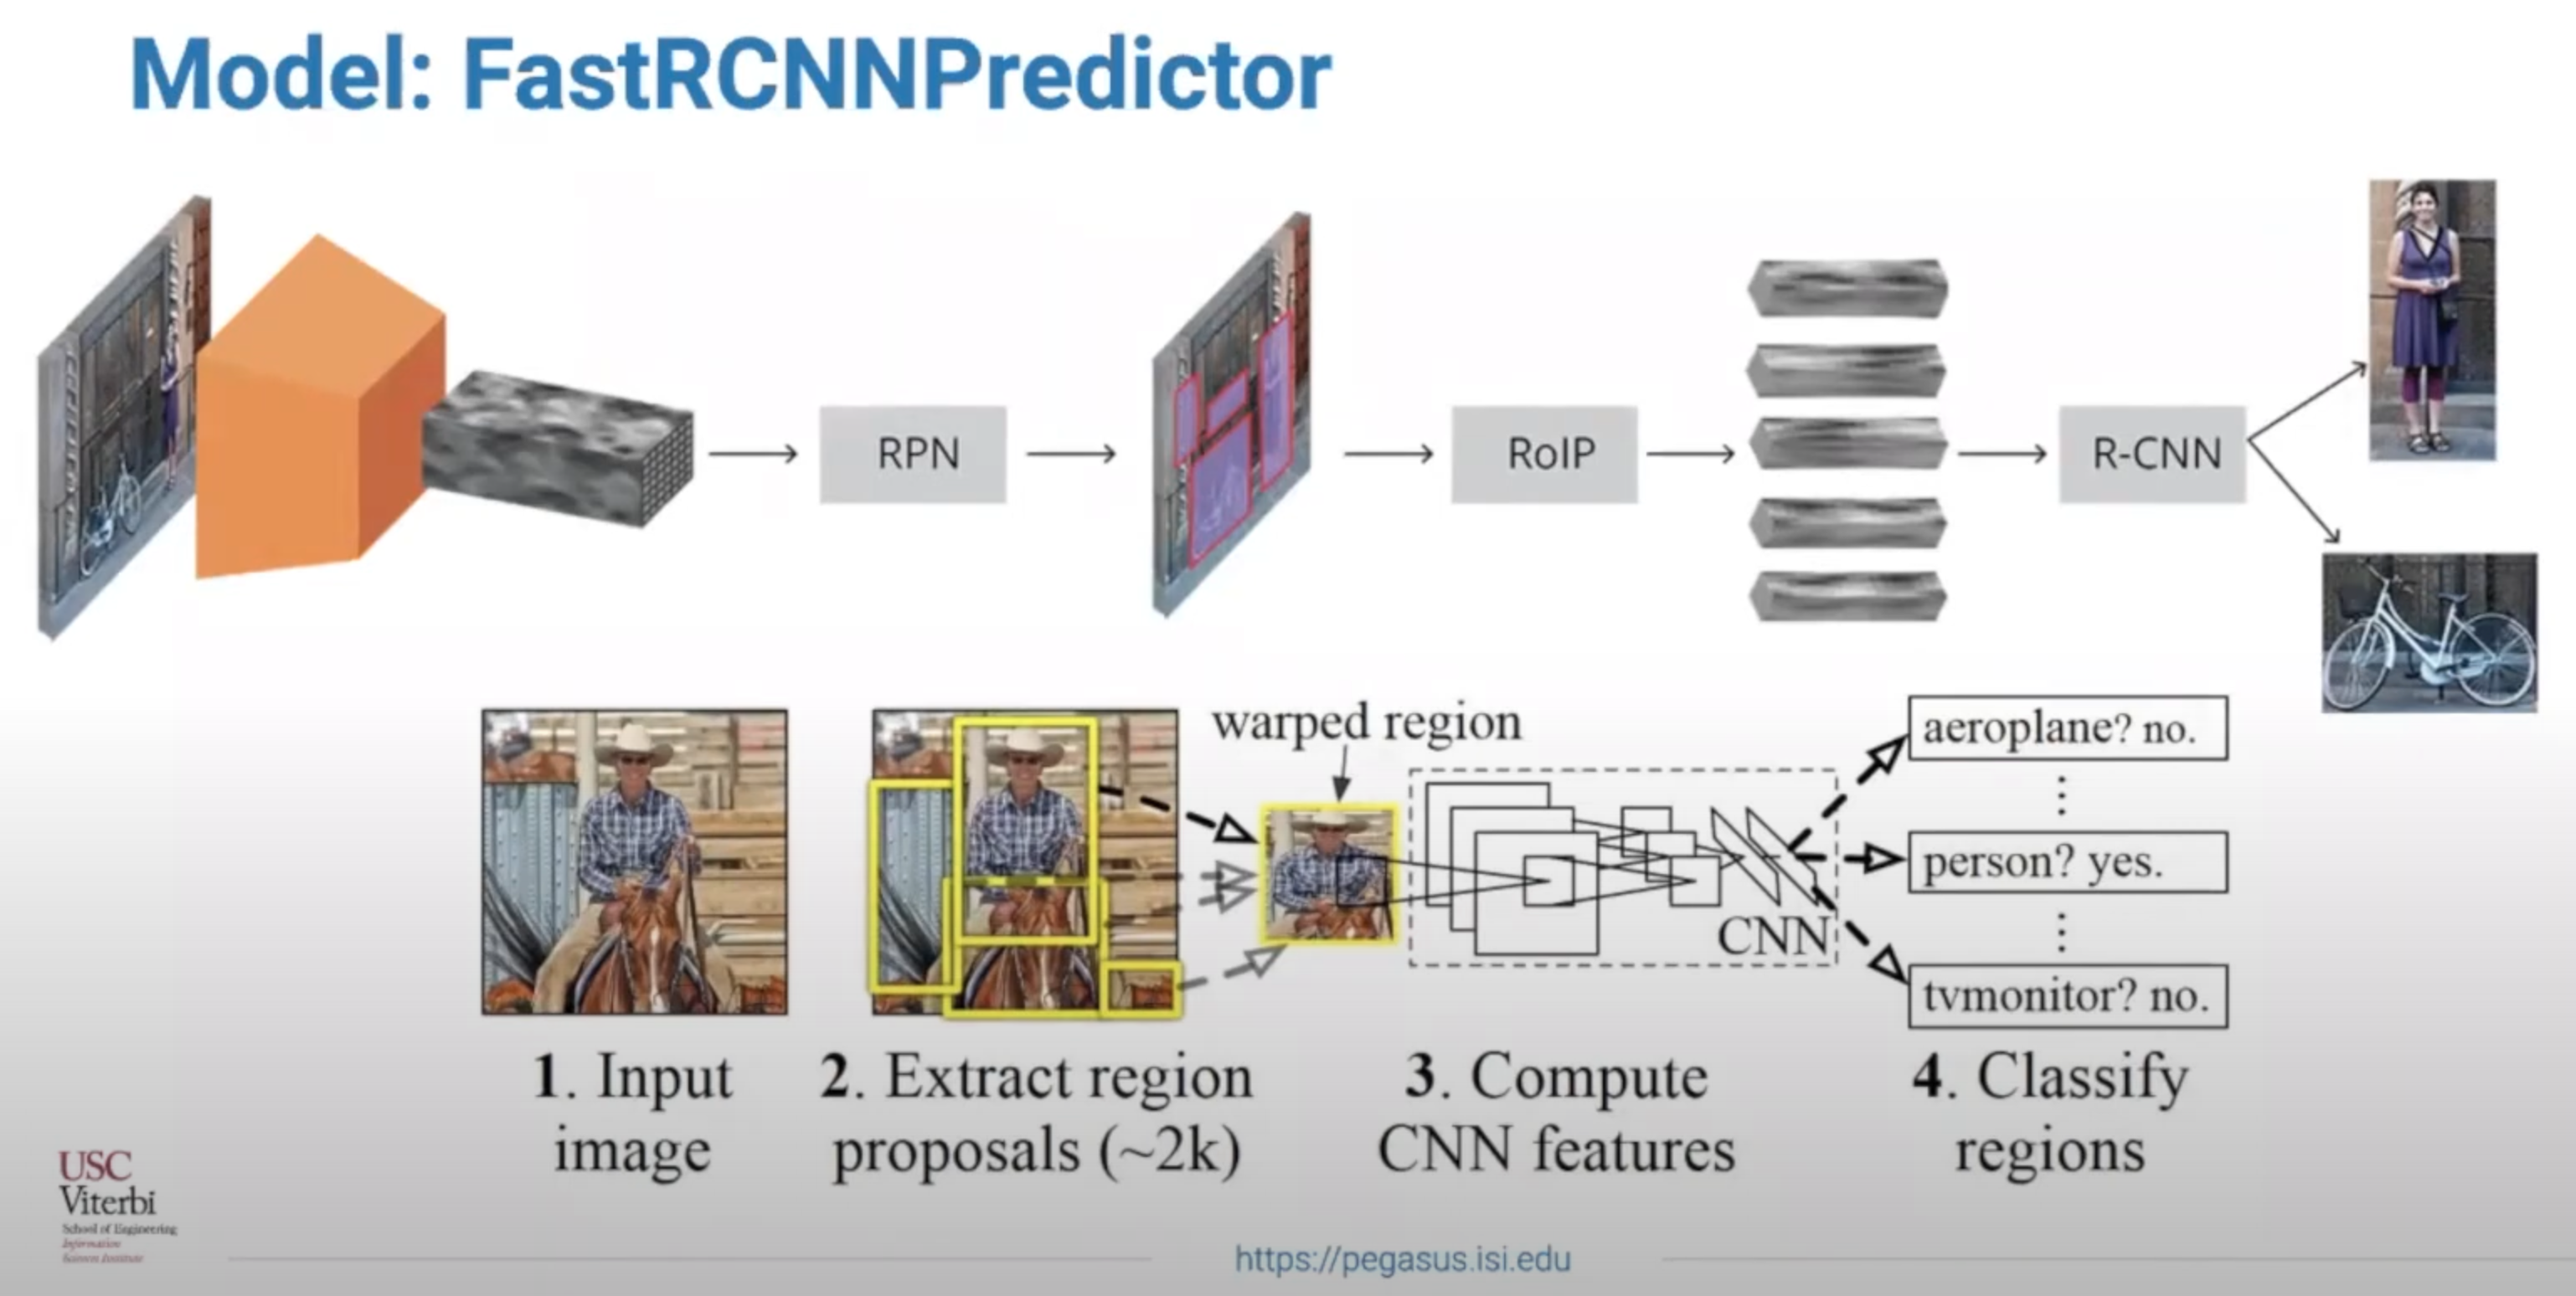 Model: FastRCNNPredictor
RPN
RoIP
R-CNN
warped region
aeroplane? no.
person? yes.
CNN
tvmonitor? no.
1. Input
image
2. Extract region
proposals (~2k)
3. Compute
CNN features
4. Classify
regions
USC
Viterbi
School of Engineering
Information
Sciences Institute
https://pegasus.isi.edu